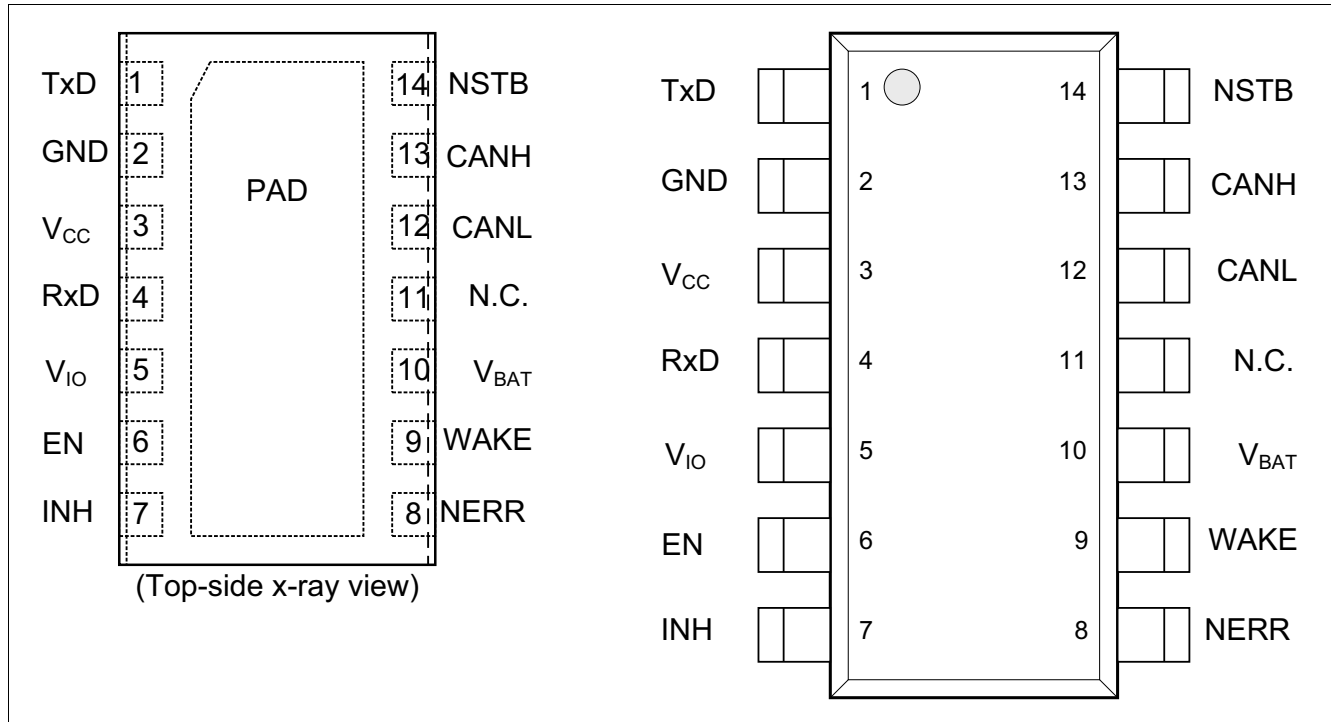 TxD 1 14 NSTB
GND 2 13 CANH
PAD
VCC 3 12 CANL
RxD 4 11 N.C.
VIO 5 10 VBAT
EN 6 9 WAKE
INH 7 8 NERR
(Top-side x-ray view)
TxD 1 14 NSTB
GND 2 13 CANH
VCC 3 12 CANL
RxD 4 11 N.C.
VIO 5 10 VBAT
EN 6 9 WAKE
INH 7 8 NERR